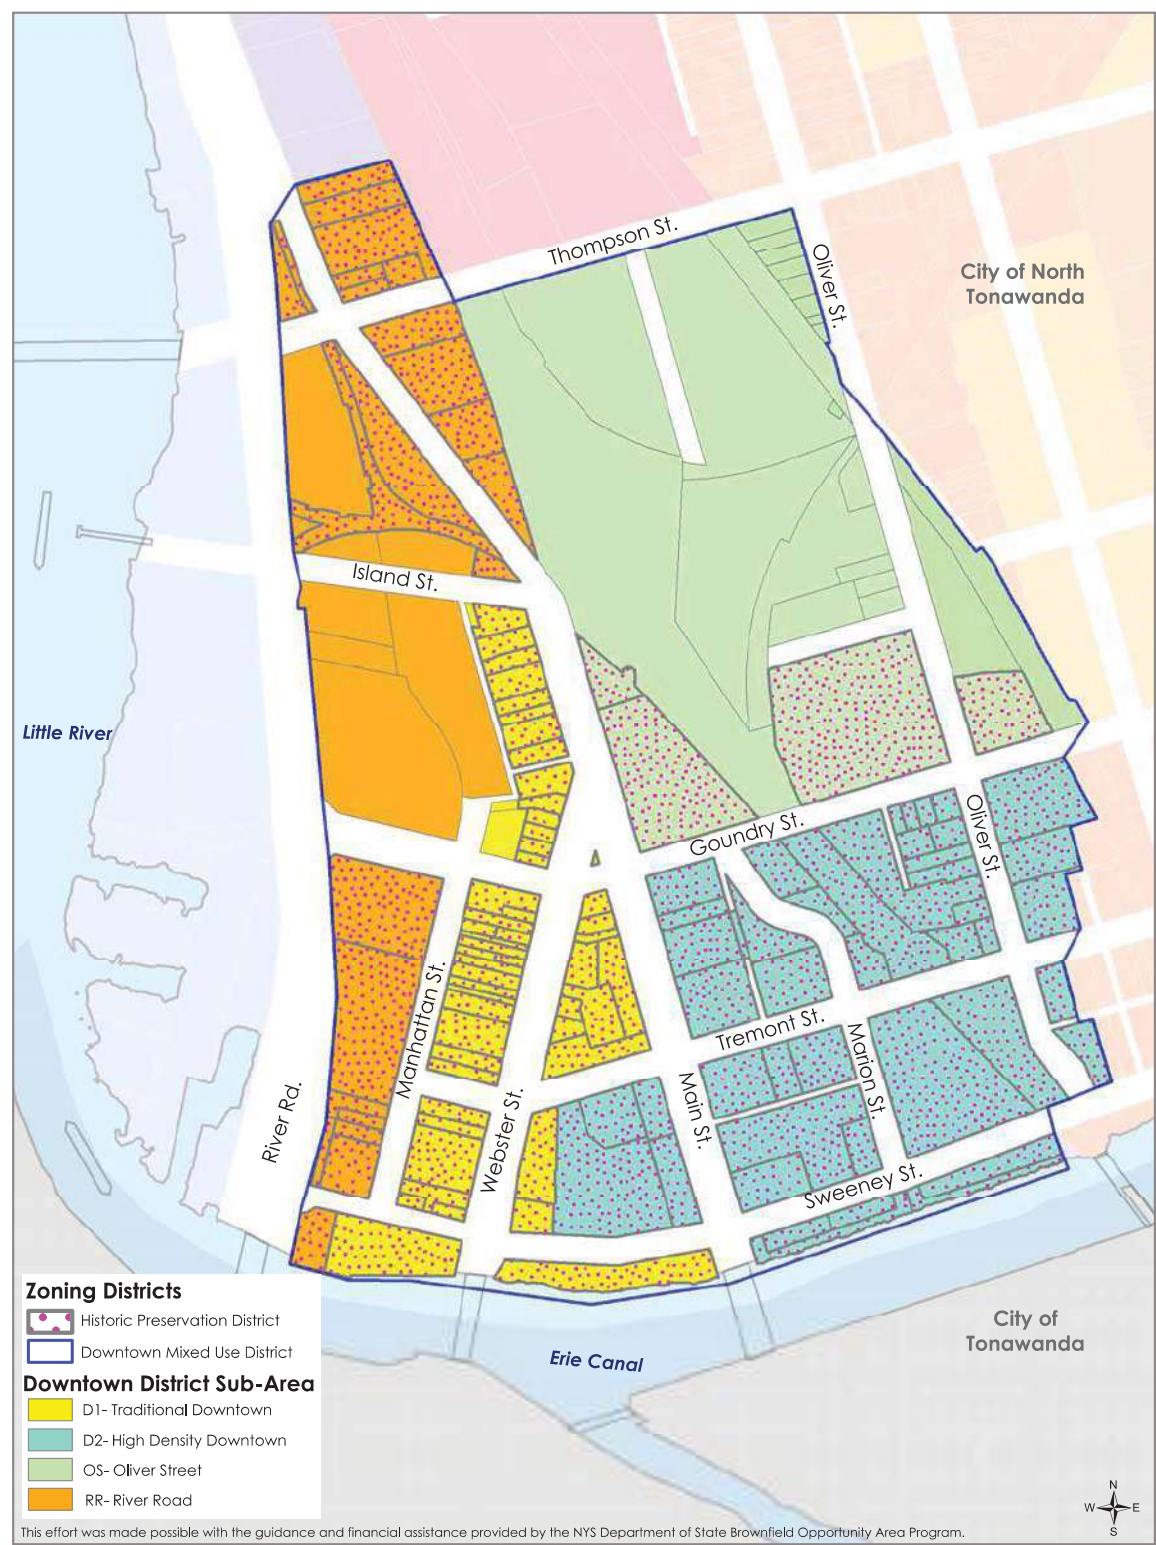 Thompson St.
Oliver St.
City of North
Tonawanda
Island St.
Little River
Goundry St.
Oliver St.
Manhattan St.
Tremont St.
Marion St.
Main St.
Webster St.
River Rd.
Sweeney St.
Zoning Districts
Historic Preservation District
Downtown Mixed Use District
Downtown District Sub-Area
D1- Traditional Downtown
D2- High Density Downtown
OS- Oliver Street
RR- River Road
City of
Tonawanda
Erie Canal
N
W E
S
This effort was made possible with the guidance and financial assistance provided by the NYS Department of State Brownfield Opportunity Area Program.